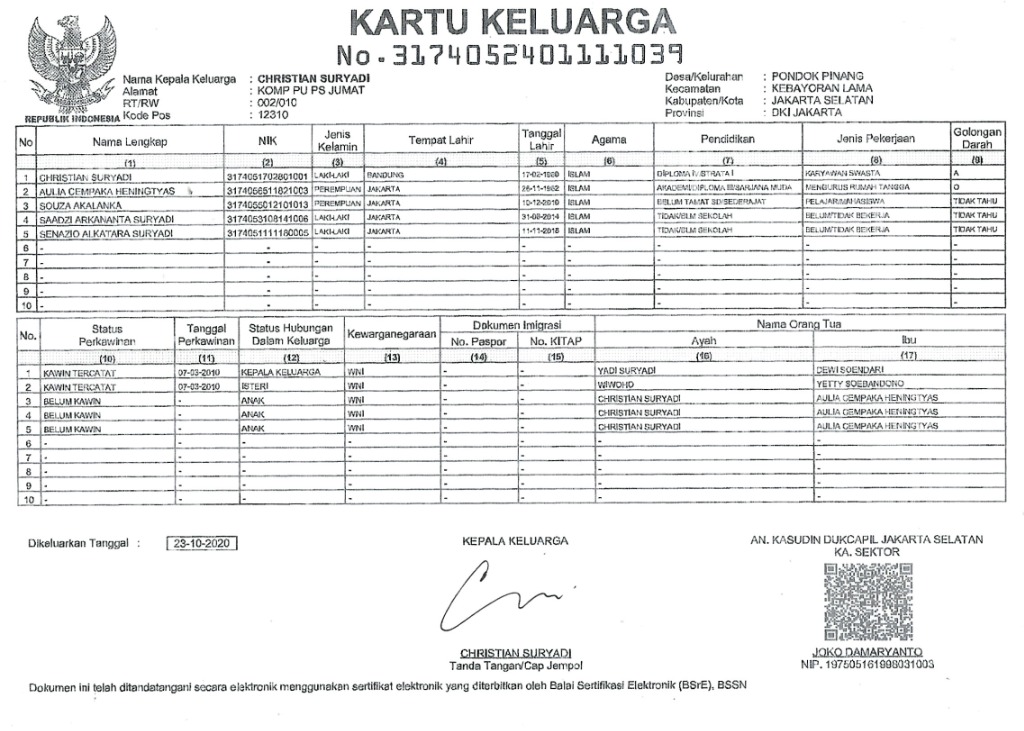 KARTU KELUARGA
No.3174052401111039
REPUBLIK INDONESIA
Nama Kepala Keluarga : CHRISTIAN SURYADI
Alamat : KOMP PU PS JUMAT
RT/RW : 002/010
Kode Pos : 12310
Desa/Kelurahan : PONDOK PINANG
Kecamatan : KEBAYORAN LAMA
Kabupaten/Kota : JAKARTA SELATAN
Provinsi : DKI JAKARTA
No Nama Lengkap NIK Jenis Kelamin Tempat Lahir Tanggal Lahir Agama Pendidikan Jenis Pekerjaan Golongan Darah
(1) (2) (3) (4) (5) (6) (7) (8) (9)
1 CHRISTIAN SURYADI 3174051702801001 LAKI-LAKI BANDUNG 17-02-1980 ISLAM DIPLOMA IV/STRATA I KARYAWAN SWASTA A
2 AULIA CEMPAKA HENINGTYAS 3174056511821003 PEREMPUAN JAKARTA ISLAM AKADEMI/DIPLOMA III/SARJANA MUDA MENGURUS RUMAH TANGGA O
3 SOUZA AKALANKA 3174055012101013 PEREMPUAN JAKARTA 10-12-2010 ISLAM BELUM TAMAT SD/SEDERAJAT PELAJAR/MAHASISWA TIDAK TAHU
4 SAADZI ARKANANTA SURYADI 3174053108141006 LAKI-LAKI JAKARTA 31-08-2014 ISLAM TIDAK/BLM SEKOLAH BELUM/TIDAK BEKERJA TIDAK TAHU
5 SENAZIO ALKATARA SURYADI 3174051111180005 LAKI-LAKI JAKARTA 11-11-2018 ISLAM TIDAK/BLM SEKOLAH BELUM/TIDAK BEKERJA TIDAK TAHU
6 - - - - - - - - -
7 - - - - - - - - -
8 - - - - - - - - -
9 - - - - - - - - -
10 - - - - - - - - -
No. Status Perkawinan Tanggal Perkawinan Status Hubungan Dalam Keluarga Kewarganegaraan Dokumen Imigrasi Nama Orang Tua
No. Paspor No. KITAP Ayah Ibu
(10) (11) (12) (13) (14) (15) (16) (17)
1 KAWIN TERCATAT 07-03-2010 KEPALA KELUARGA WNI - - YADI SURYADI DEWI SOENDARI
2 KAWIN TERCATAT 07-03-2010 ISTERI WNI - - WIWOHO YETTY SOEBANDONO
3 BELUM KAWIN - ANAK WNI - - CHRISTIAN SURYADI AULIA CEMPAKA HENINGTYAS
4 BELUM KAWIN - ANAK WNI - - CHRISTIAN SURYADI AULIA CEMPAKA HENINGTYAS
5 BELUM KAWIN - ANAK WNI - - CHRISTIAN SURYADI AULIA CEMPAKA HENINGTYAS
6 - - - - - - - -
7 - - - - - - - -
8 - - - - - - - -
9 - - - - - - - -
10 - - - - - - - -
Dikeluarkan Tanggal : 23-10-2020
KEPALA KELUARGA
CHRISTIAN SURYADI
Tanda Tangan/Cap Jempol
AN. KASUDIN DUKCAPIL JAKARTA SELATAN
KA. SEKTOR
JOKO DAMARYANTO
NIP. 197505161998031003
Dokumen ini telah ditandatangani secara elektronik menggunakan sertifikat elektronik yang diterbitkan oleh Balai Sertifikasi Elektronik (BSrE), BSSN